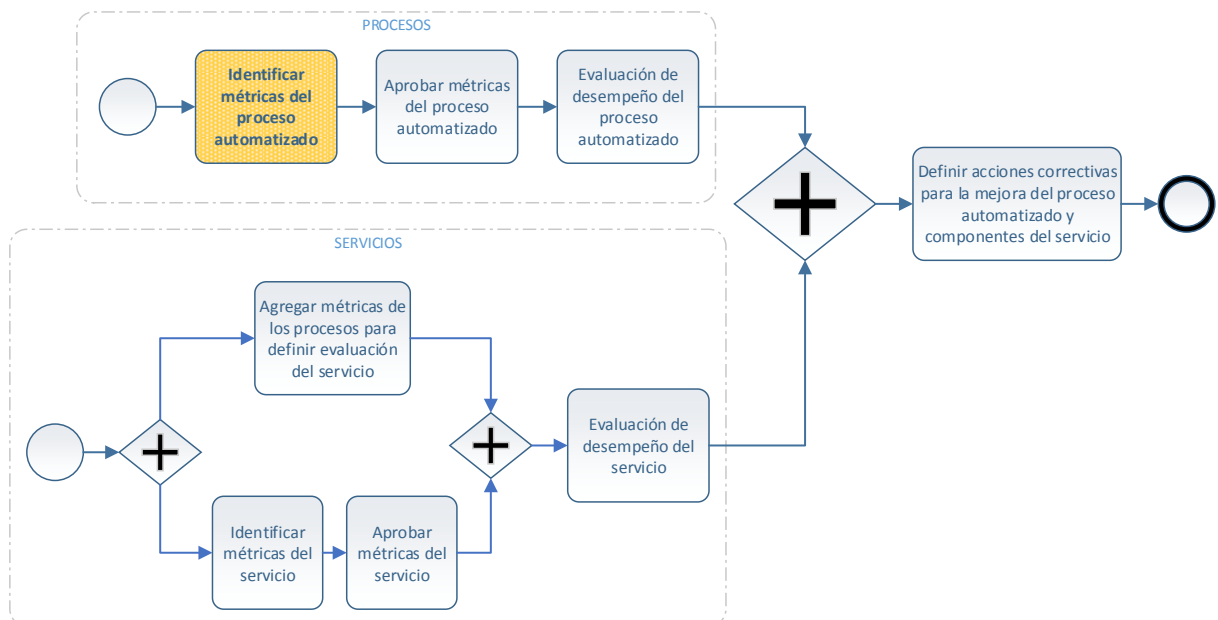 PROCESOS
Identificar
métricas del
proceso
automatizado
Aprobar métricas
del proceso
automatizado
Evaluación de
desempeño del
proceso
automatizado
Definir acciones correctivas
para la mejora del proceso
automatizado y
componentes del servicio
SERVICIOS
Agregar métricas de
los procesos para
definir evaluación
del servicio
Evaluación de
desempeño del
servicio
Identificar
métricas del
servicio
Aprobar
métricas del
servicio